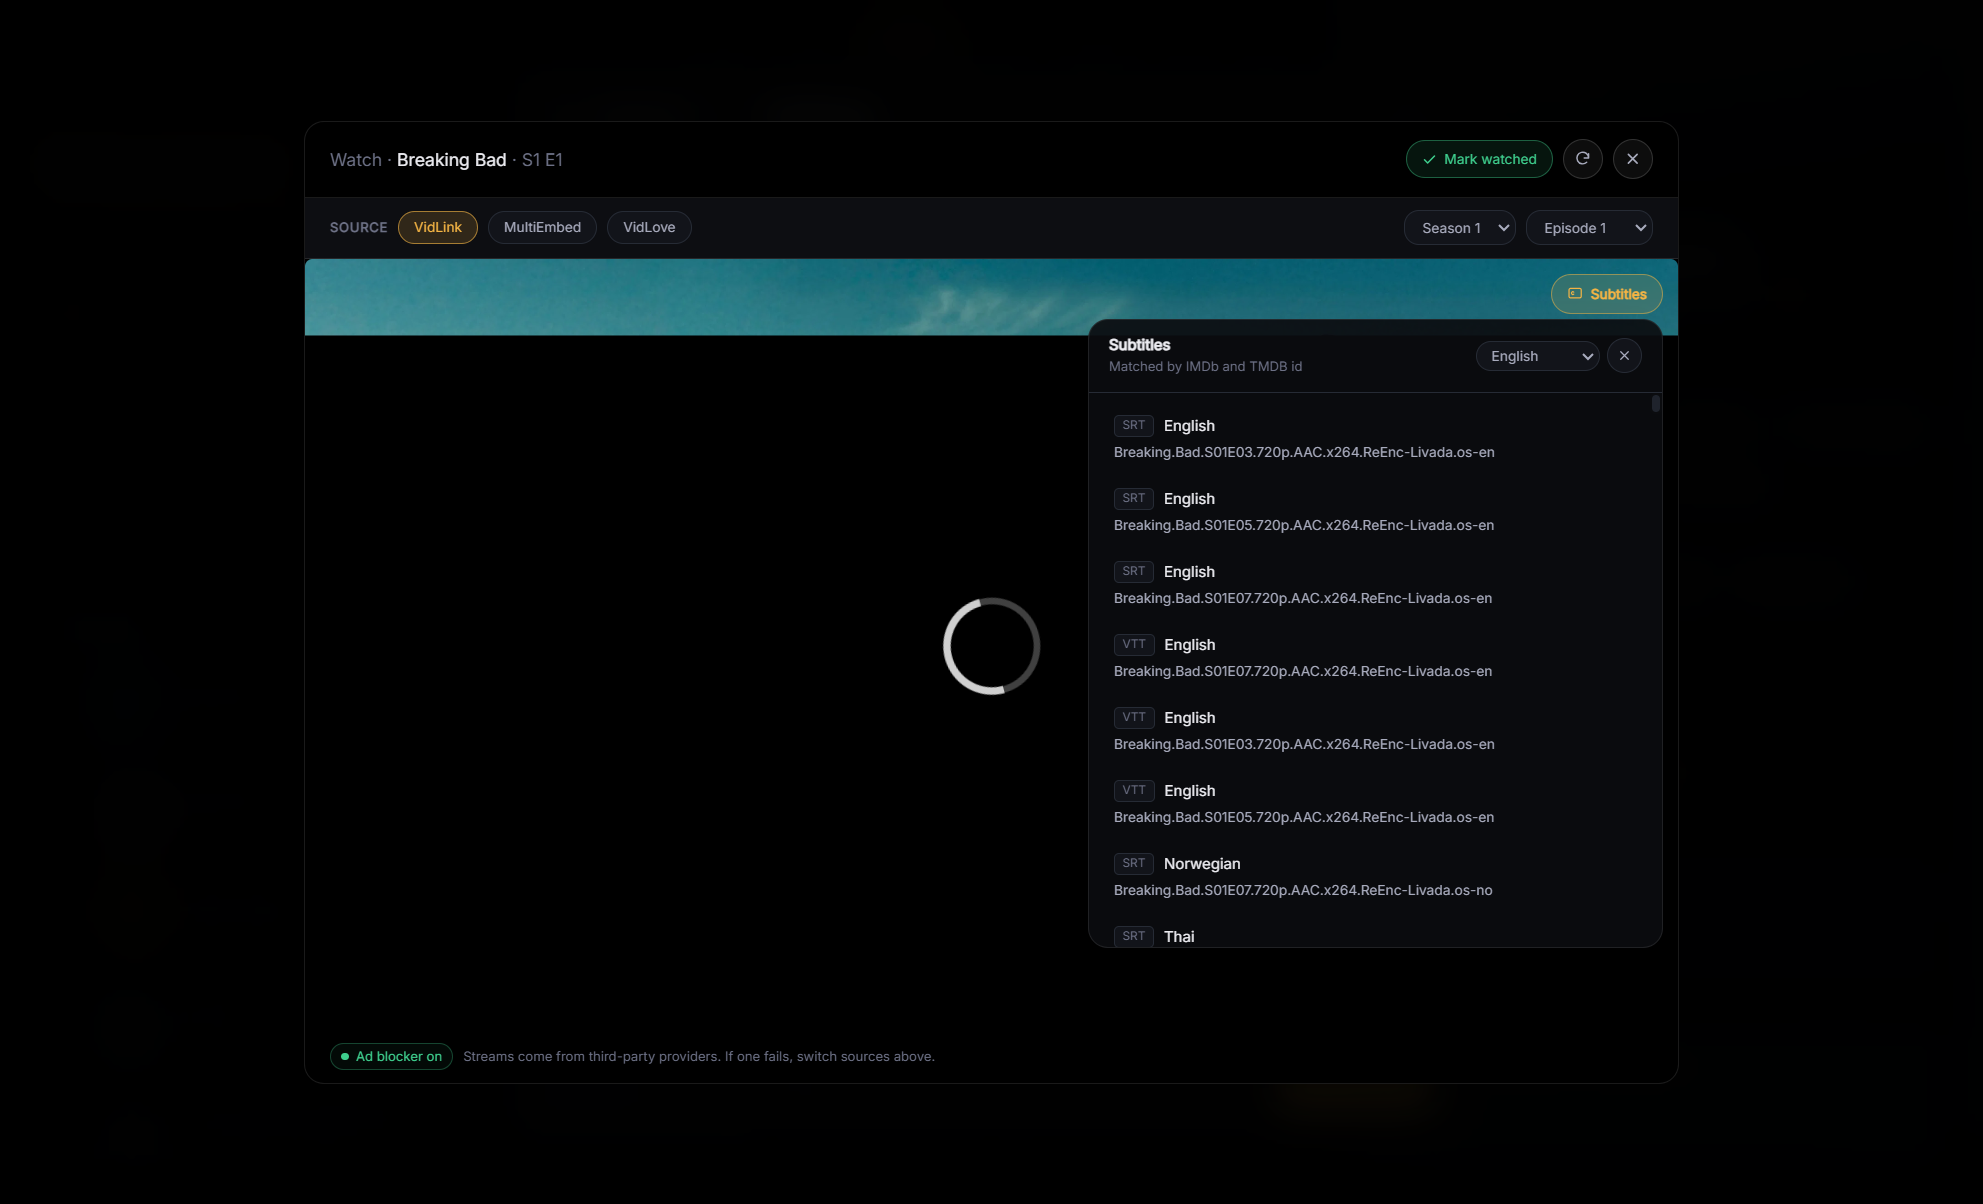 Watch · Breaking Bad · S1 E1
Mark watched
SOURCE VidLink MultiEmbed VidLove
Season 1 Episode 1
Subtitles
Subtitles
Matched by IMDb and TMDB id
English
SRT English
Breaking.Bad.S01E03.720p.AAC.x264.ReEnc-Livada.os-en
SRT English
Breaking.Bad.S01E05.720p.AAC.x264.ReEnc-Livada.os-en
SRT English
Breaking.Bad.S01E07.720p.AAC.x264.ReEnc-Livada.os-en
VTT English
Breaking.Bad.S01E07.720p.AAC.x264.ReEnc-Livada.os-en
VTT English
Breaking.Bad.S01E03.720p.AAC.x264.ReEnc-Livada.os-en
VTT English
Breaking.Bad.S01E05.720p.AAC.x264.ReEnc-Livada.os-en
SRT Norwegian
Breaking.Bad.S01E07.720p.AAC.x264.ReEnc-Livada.os-no
SRT Thai
Ad blocker on Streams come from third-party providers. If one fails, switch sources above.